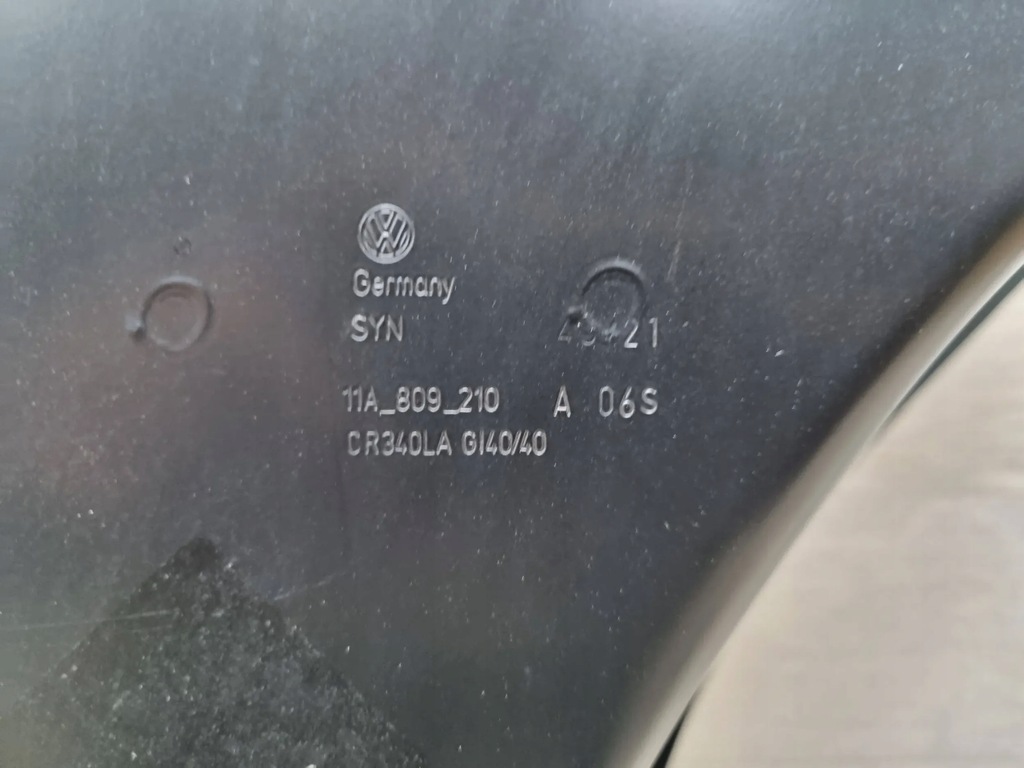 Germany
SYN
11A_809_210 A 06S
CR340LA GI40/40